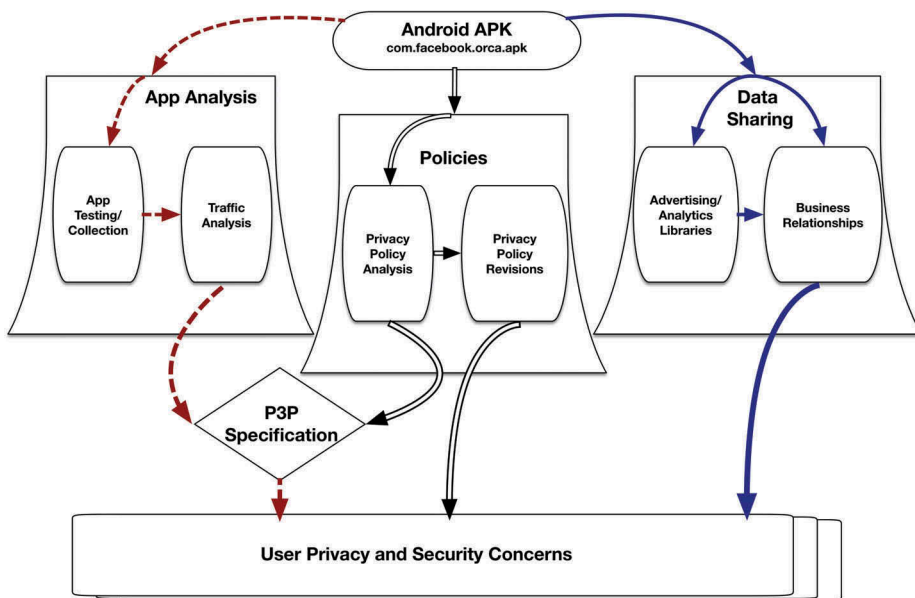 Android APK
com.facebook.orca.apk
App Analysis
App
Testing/
Collection
Traffic
Analysis
Policies
Privacy
Policy
Analysis
Privacy
Policy
Revisions
Data
Sharing
Advertising/
Analytics
Libraries
Business
Relationships
P3P
Specification
User Privacy and Security Concerns